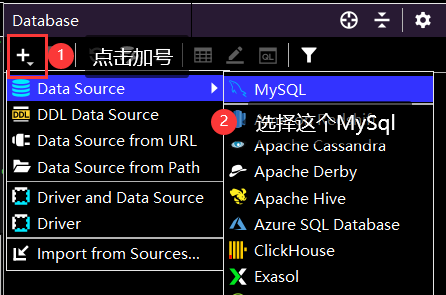 Database
1 点击加号
QL
Data Source
MySQL
DDL DDL Data Source
2 选择这个MySql
Data Source from URL
Apache Cassandra
Data Source from Path
Apache Derby
Driver and Data Source
Apache Hive
Driver
Azure SQL Database
Import from Sources...
ClickHouse
Exasol